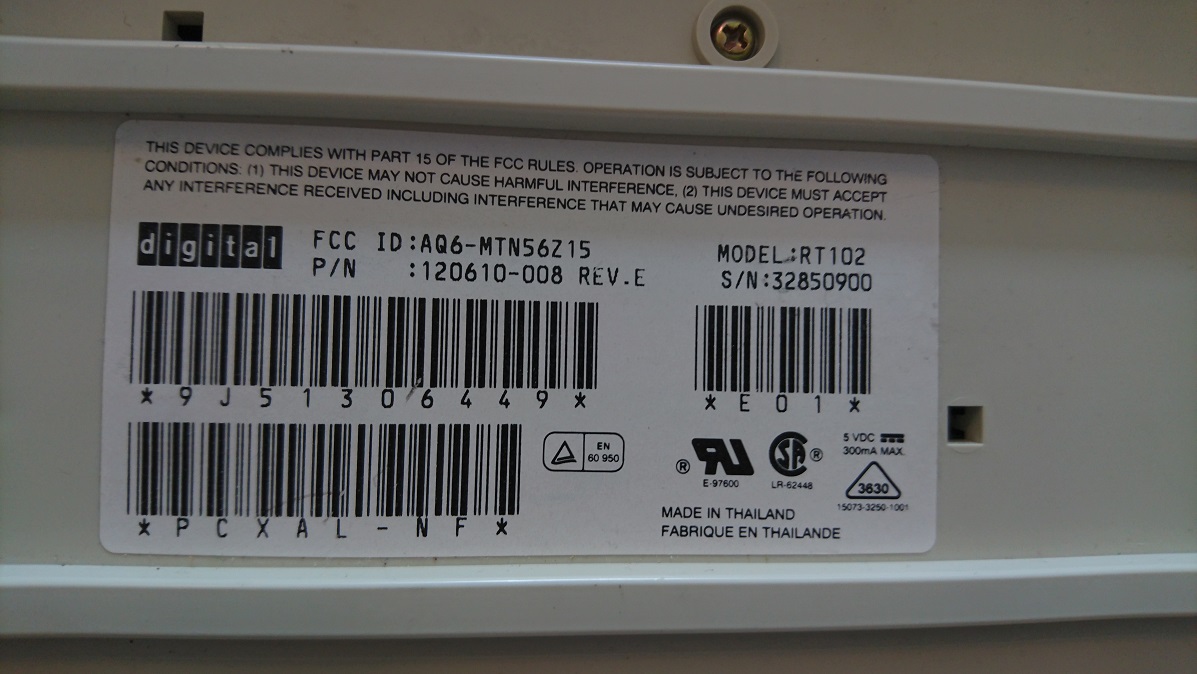 THIS DEVICE COMPLIES WITH PART 15 OF THE FCC RULES. OPERATION IS SUBJECT TO THE FOLLOWING
CONDITIONS: (1) THIS DEVICE MAY NOT CAUSE HARMFUL INTERFERENCE, (2) THIS DEVICE MUST ACCEPT
ANY INTERFERENCE RECEIVED INCLUDING INTERFERENCE THAT MAY CAUSE UNDESIRED OPERATION.
digital
FCC ID:AQ6-MTN56Z15
P/N :120610-008 REV.E
MODEL:RT102
S/N:32850900
*9J51306449*
*E01*
*PCXAL-NF*
EN
60 950
® UR
E-97600
SA ®
LR-62448
5 VDC
300mA MAX.
3630
15073-3250-1001
MADE IN THAILAND
FABRIQUE EN THAILANDE